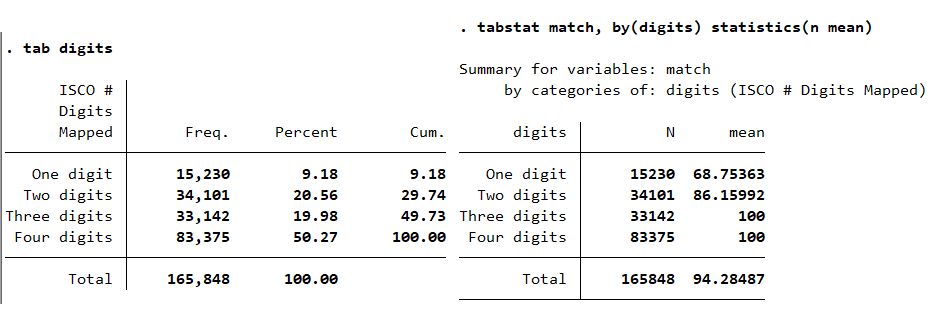 . tab digits
ISCO #
Digits
Mapped Freq. Percent Cum.
One digit 15,230 9.18 9.18
Two digits 34,101 20.56 29.74
Three digits 33,142 19.98 49.73
Four digits 83,375 50.27 100.00
Total 165,848 100.00
. tabstat match, by(digits) statistics(n mean)
Summary for variables: match
by categories of: digits (ISCO # Digits Mapped)
digits N mean
One digit 15230 68.75363
Two digits 34101 86.15992
Three digits 33142 100
Four digits 83375 100
Total 165848 94.28487